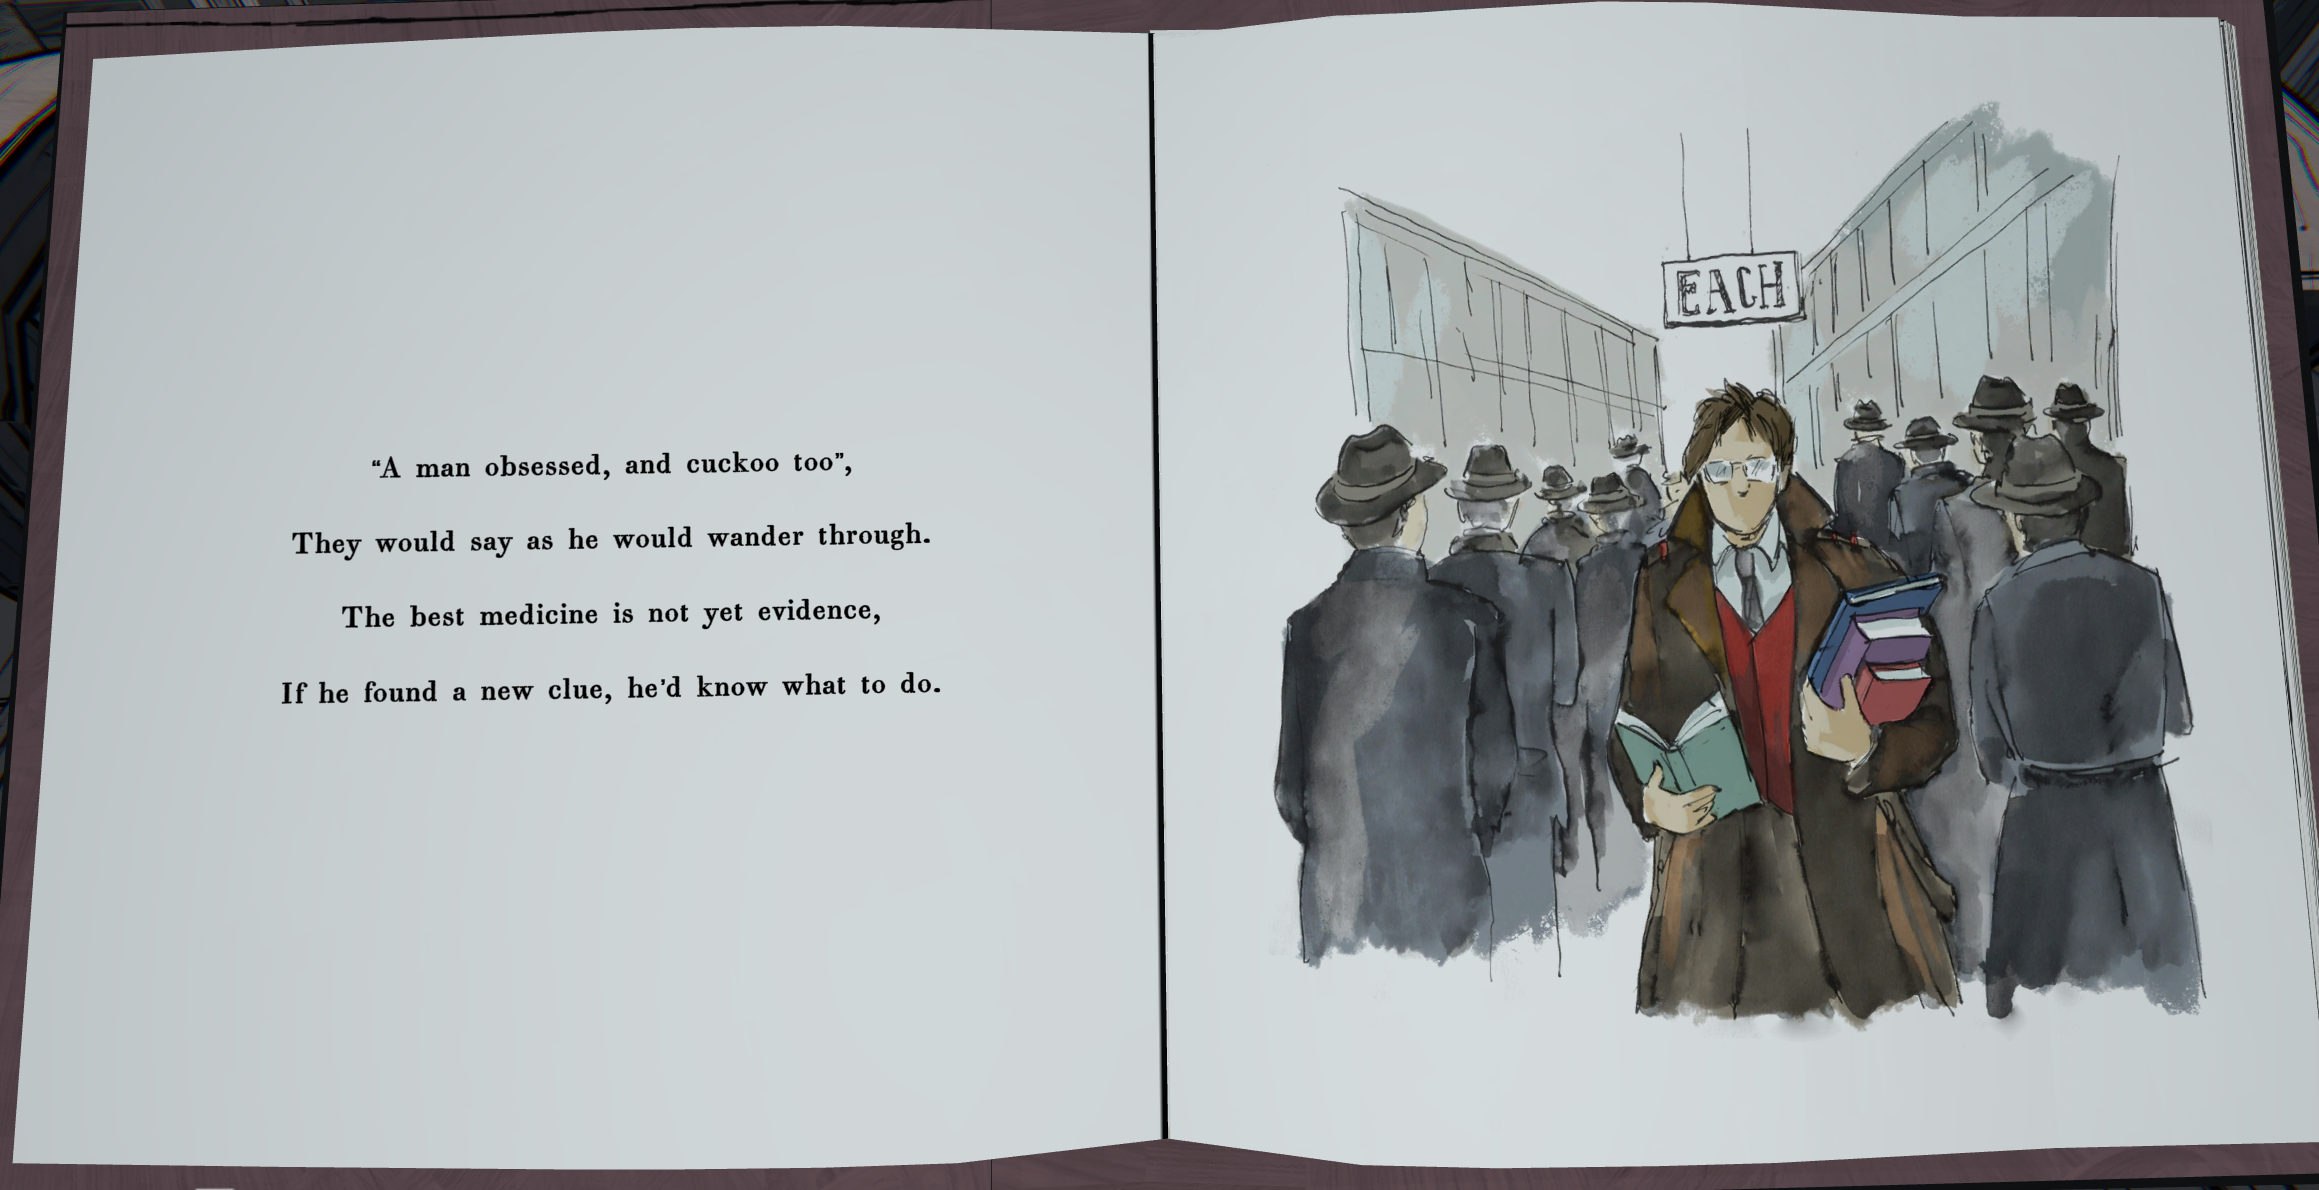 “A man obsessed, and cuckoo too”,
They would say as he would wander through.
The best medicine is not yet evidence,
If he found a new clue, he’d know what to do.
EACH